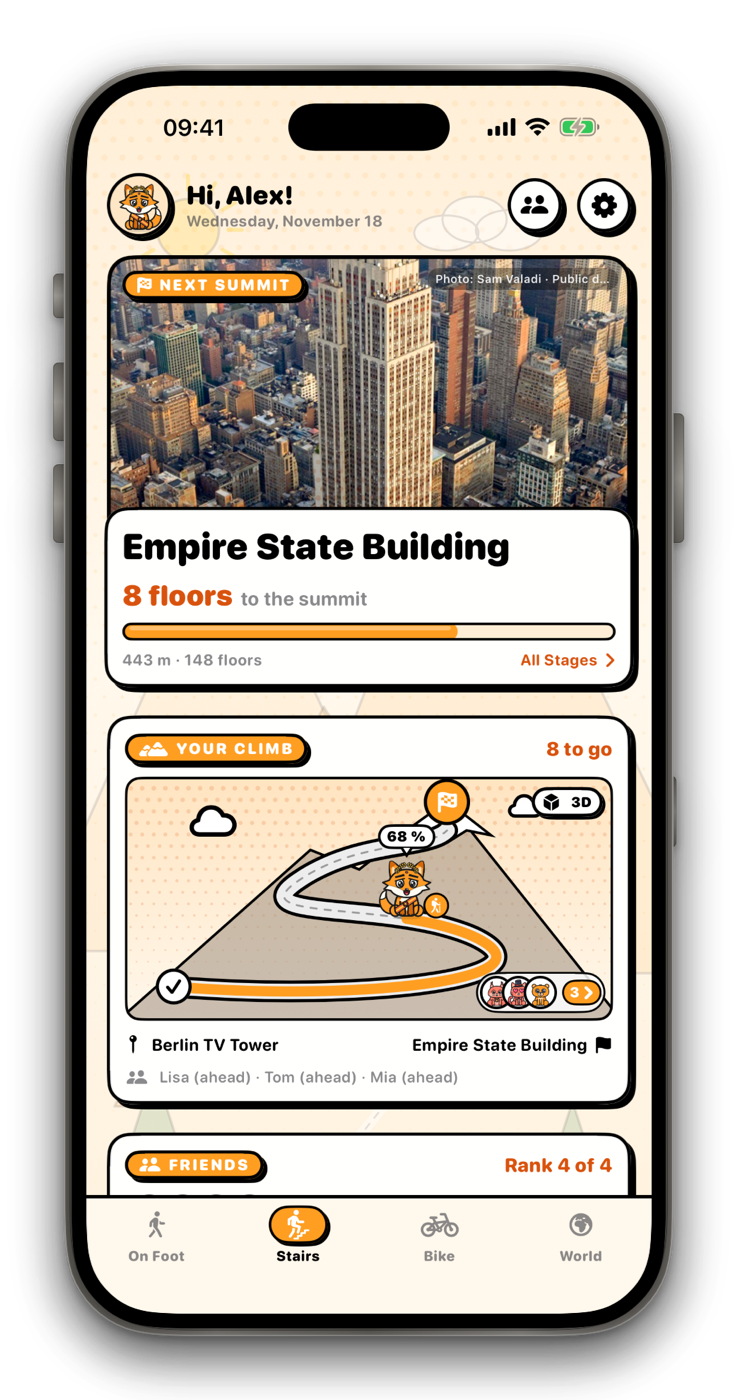 09:41
Hi, Alex!
Wednesday, November 18
NEXT SUMMIT
Photo: Sam Valadi · Public d...
Empire State Building
8 floors to the summit
443 m · 148 floors
All Stages
YOUR CLIMB
8 to go
3D
68 %
3
Berlin TV Tower
Empire State Building
Lisa (ahead) · Tom (ahead) · Mia (ahead)
FRIENDS
Rank 4 of 4
On Foot
Stairs
Bike
World